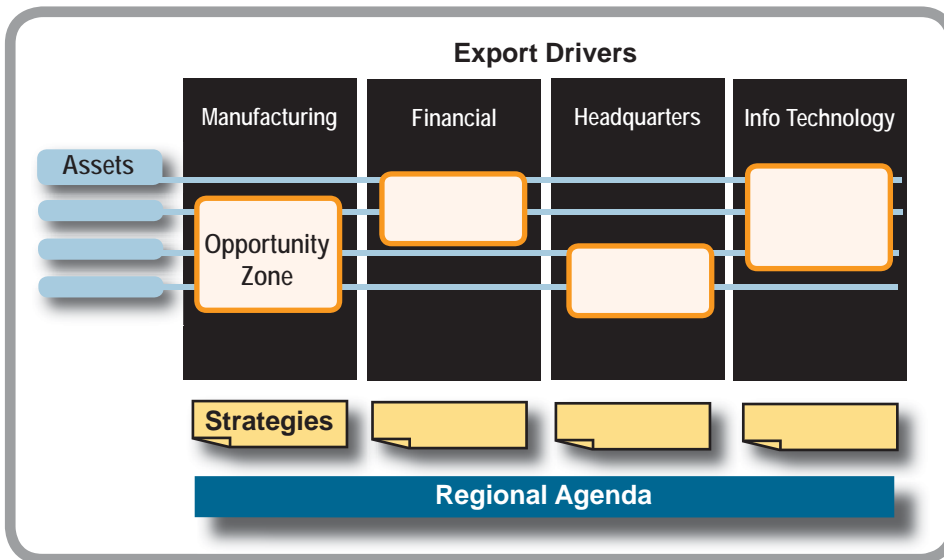 Export Drivers
Manufacturing
Financial
Headquarters
Info Technology
Assets
Opportunity
Zone
Strategies
Regional Agenda